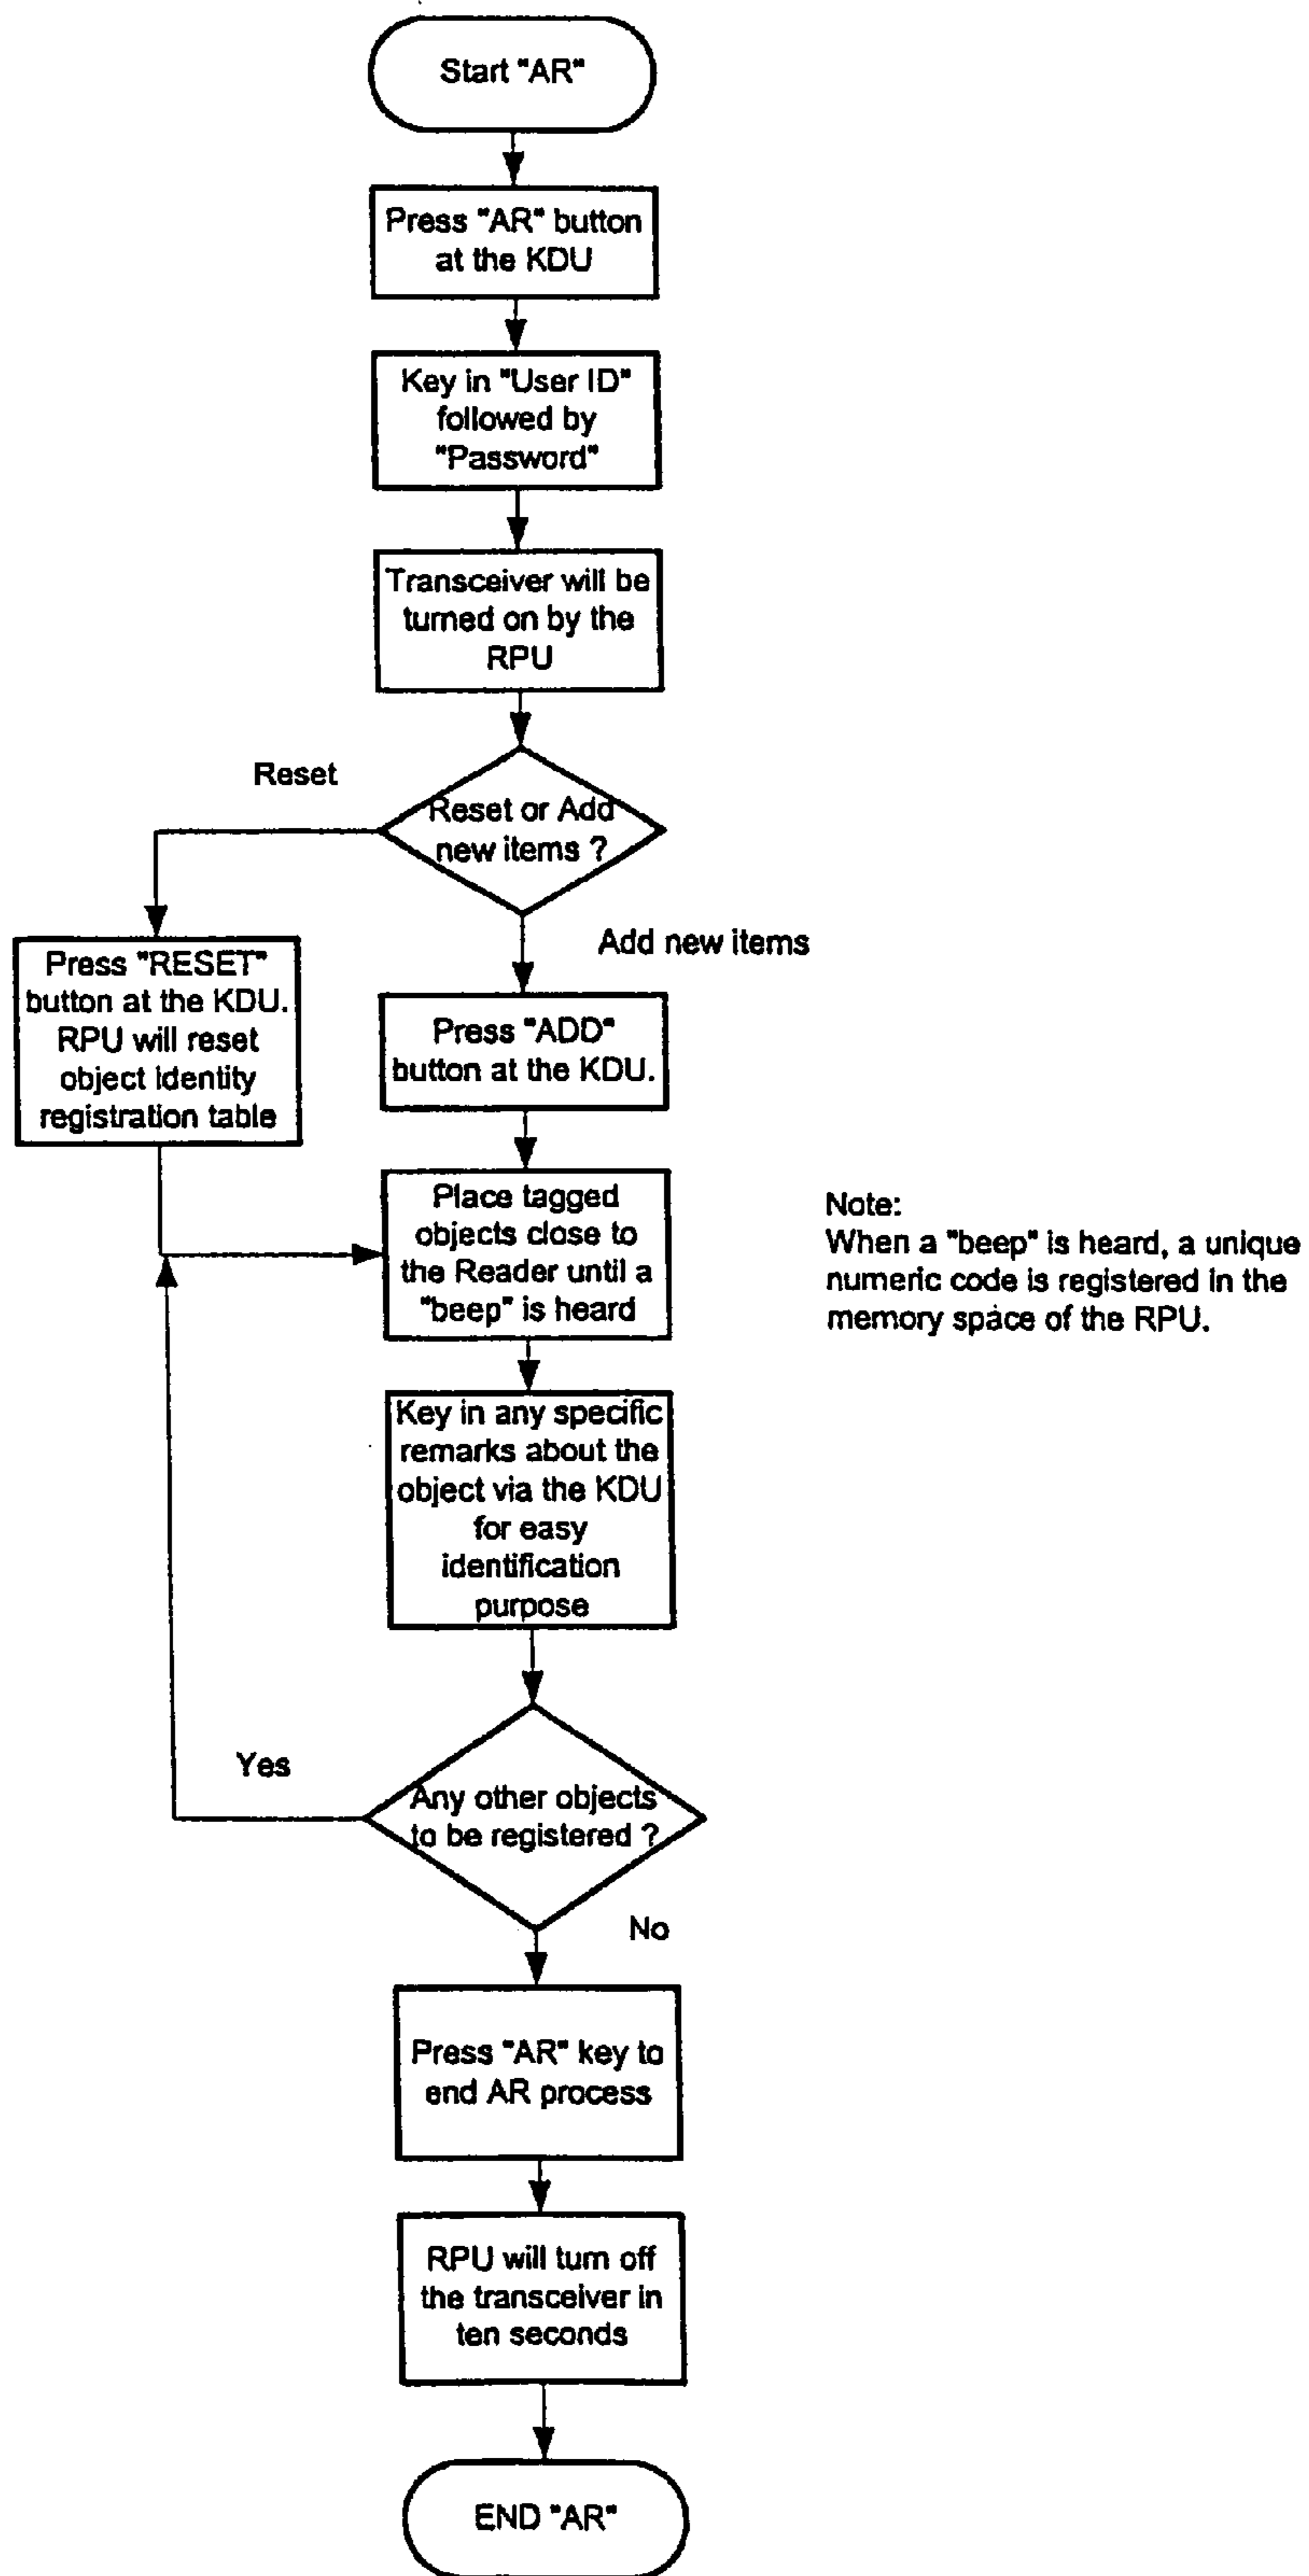 Start "AR"
Press "AR" button
at the KDU
Key in "User ID"
followed by
"Password"
Transceiver will be
turned on by the
RPU
Reset
Reset or Add
new items ?
Add new items
Press "RESET"
button at the KDU.
RPU will reset
object identity
registration table
Press "ADD"
button at the KDU.
Place tagged
objects close to
the Reader until a
"beep" is heard
Note:
When a "beep" is heard, a unique
numeric code is registered in the
memory space of the RPU.
Key in any specific
remarks about the
object via the KDU
for easy
identification
purpose
Yes
Any other objects
to be registered ?
No
Press "AR" key to
end AR process
RPU will turn off
the transceiver in
ten seconds
END "AR"